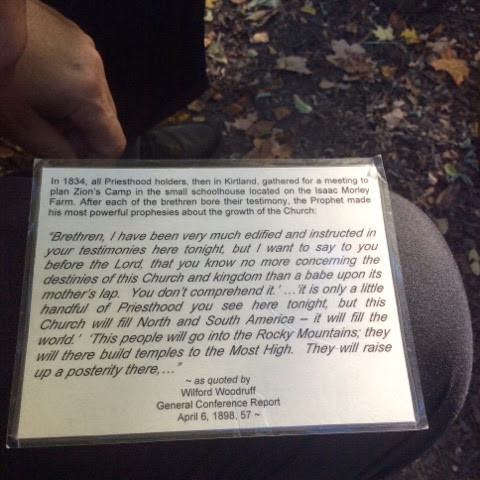 In 1834, all Priesthood holders, then in Kirtland, gathered for a meeting to
plan Zion's Camp in the small schoolhouse located on the Isaac Morley
Farm. After each of the brethren bore their testimony, the Prophet made
his most powerful prophesies about the growth of the Church:
"Brethren, I have been very much edified and instructed in
your testimonies here tonight, but I want to say to you
before the Lord, that you know no more concerning the
destinies of this Church and kingdom than a babe upon its
mother's lap. You don't comprehend it.' ...'it is only a little
handful of Priesthood you see here tonight, but this
Church will fill North and South America – it will fill the
world.' 'This people will go into the Rocky Mountains; they
will there build temples to the Most High. They will raise
up a posterity there,..."
~ as quoted by
Wilford Woodruff
General Conference Report
April 6, 1898, 57 ~